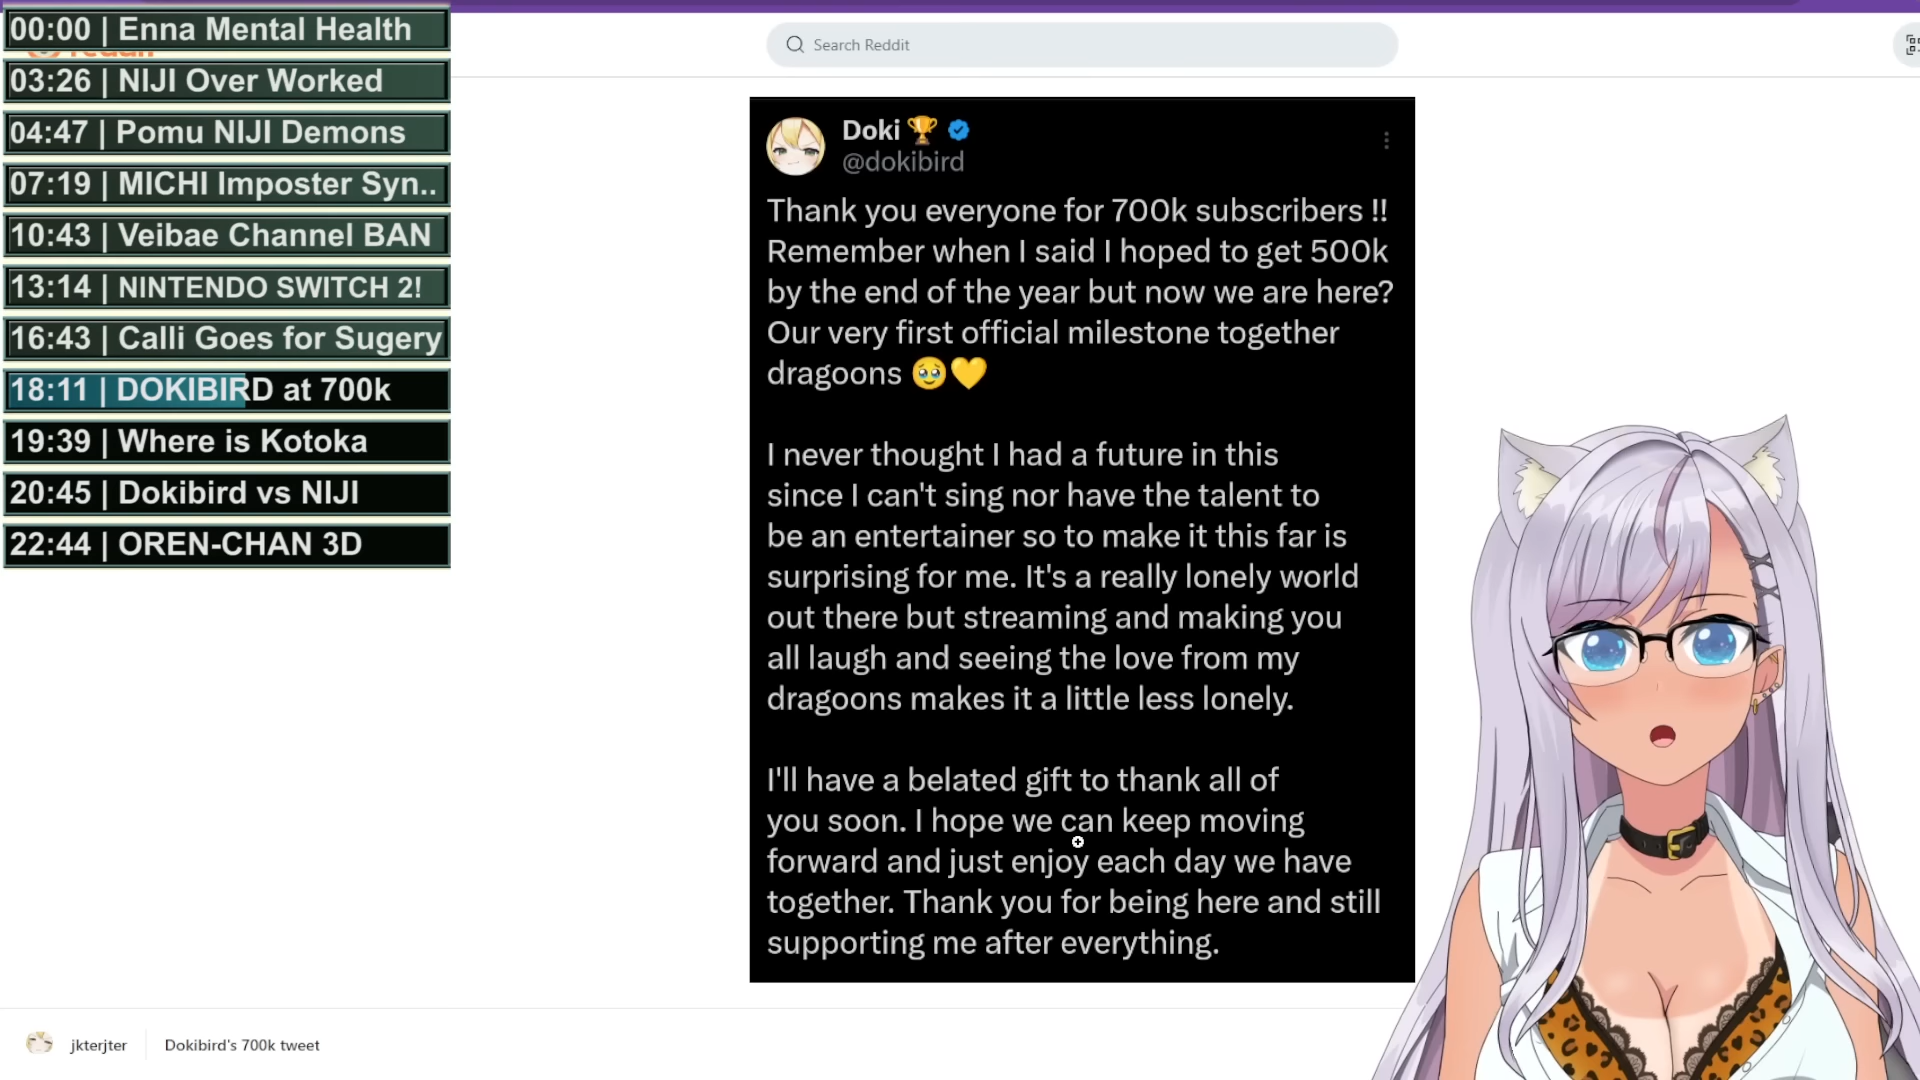 00:00 | Enna Mental Health
03:26 | NIJI Over Worked
04:47 | Pomu NIJI Demons
07:19 | MICHI Imposter Syn..
10:43 | Veibae Channel BAN
13:14 | NINTENDO SWITCH 2!
16:43 | Calli Goes for Sugery
18:11 | DOKIBIRD at 700k
19:39 | Where is Kotoka
20:45 | Dokibird vs NIJI
22:44 | OREN-CHAN 3D
Search Reddit
Doki 🏆
@dokibird
Thank you everyone for 700k subscribers !!
Remember when I said I hoped to get 500k
by the end of the year but now we are here?
Our very first official milestone together
dragoons 🥹💛
I never thought I had a future in this
since I can't sing nor have the talent to
be an entertainer so to make it this far is
surprising for me. It's a really lonely world
out there but streaming and making you
all laugh and seeing the love from my
dragoons makes it a little less lonely.
I'll have a belated gift to thank all of
you soon. I hope we can keep moving
forward and just enjoy each day we have
together. Thank you for being here and still
supporting me after everything.
jkterjter
Dokibird's 700k tweet